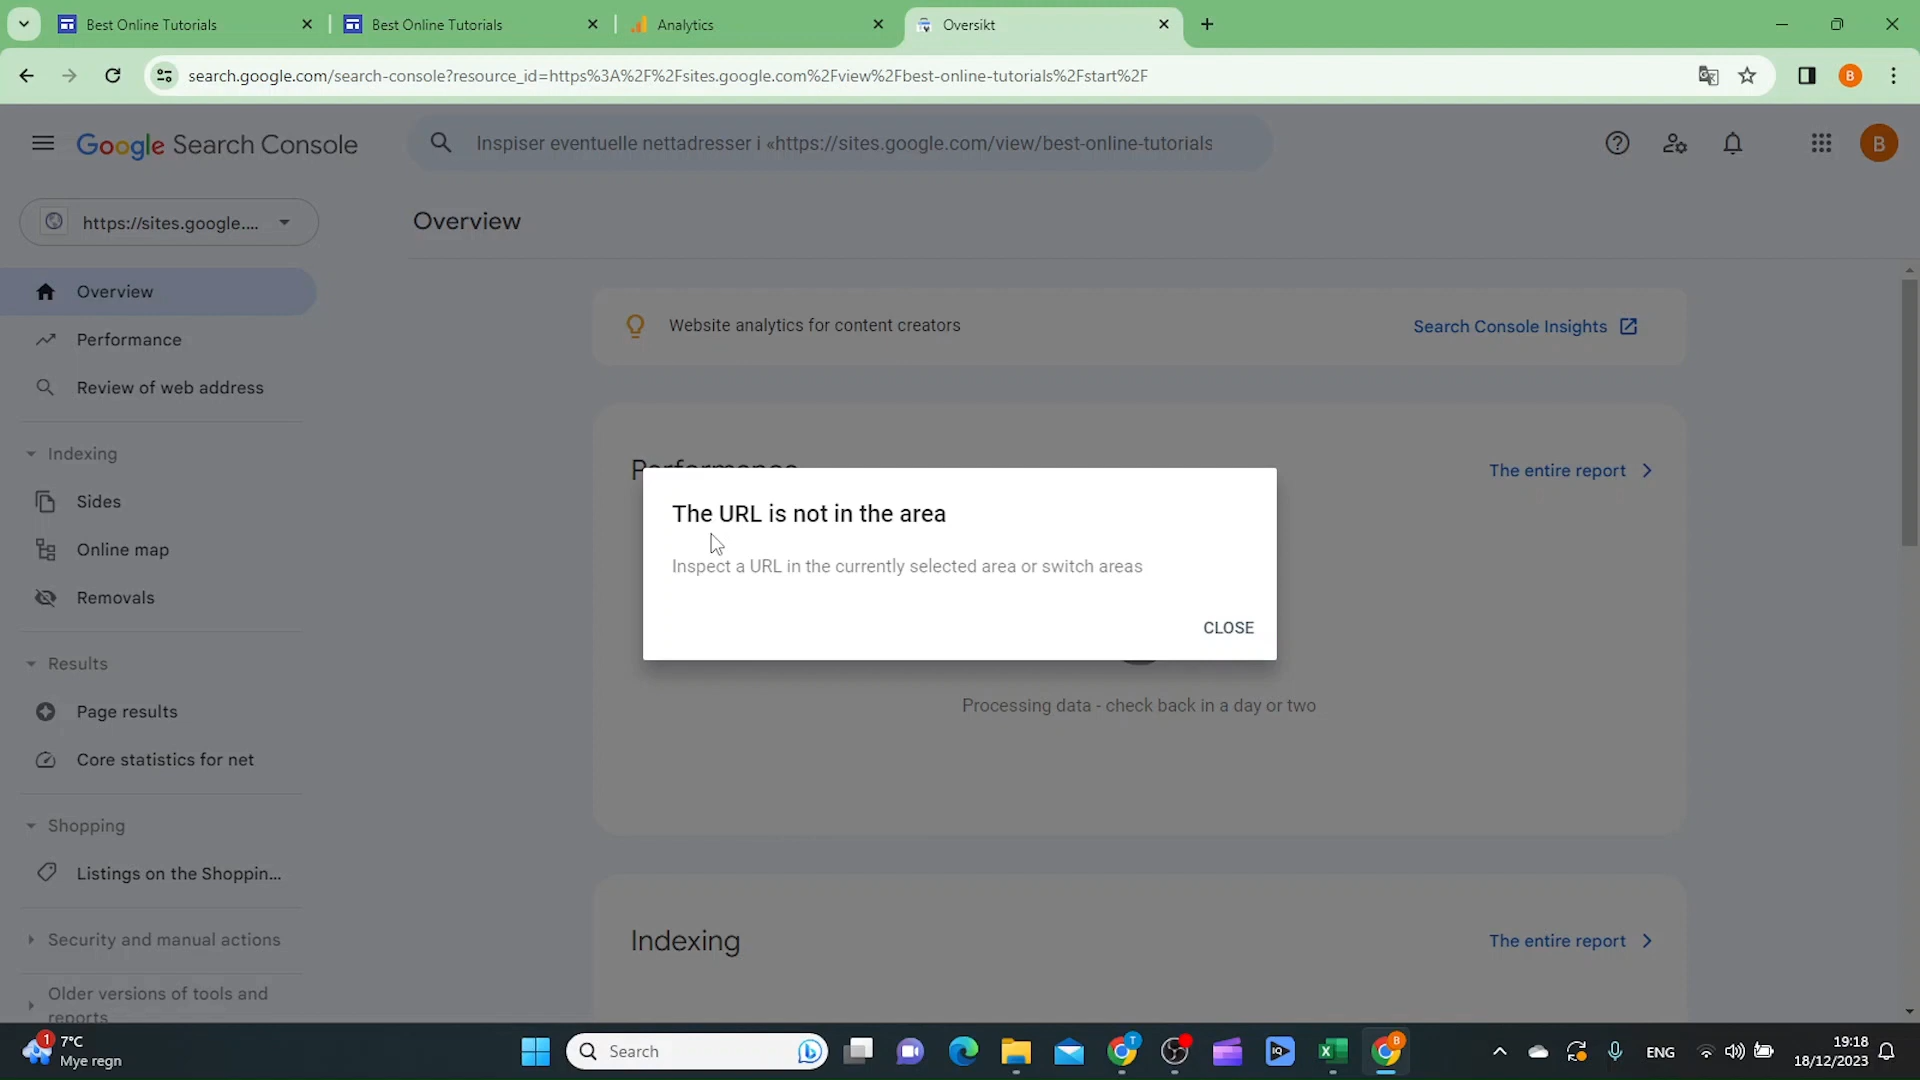 Best Online Tutorials
Best Online Tutorials
Analytics
Oversikt
search.google.com/search-console?resource_id=https%3A%2F%2Fsites.google.com%2Fview%2Fbest-online-tutorials%2Fstart%2F
B
Google Search Console
Inspiser eventuelle nettadresser i «https://sites.google.com/view/best-online-tutorials
B
https://sites.google....
Overview
Overview
Performance
Review of web address
Indexing
Sides
Online map
Removals
Results
Page results
Core statistics for net
Shopping
Listings on the Shoppin...
Security and manual actions
Older versions of tools and
reports
Website analytics for content creators
Search Console Insights
Performance
The entire report
The URL is not in the area
Inspect a URL in the currently selected area or switch areas
CLOSE
Processing data - check back in a day or two
Indexing
The entire report
1
7°C
Mye regn
Search
T
IQ
B
ENG
19:18
18/12/2023